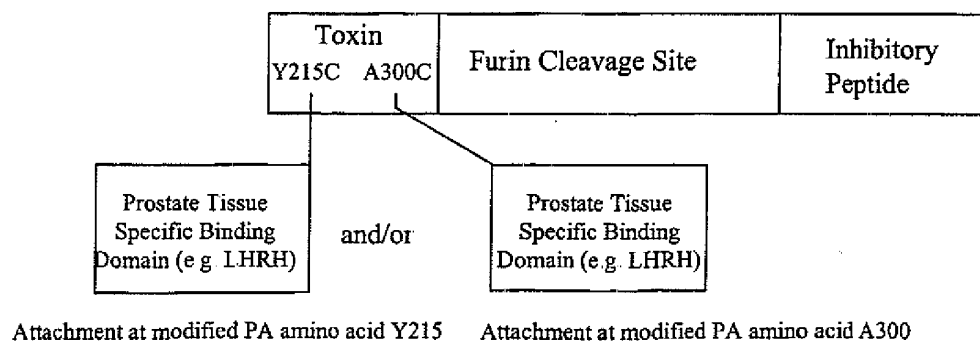 Toxin
Y215C A300C
Furin Cleavage Site
Inhibitory
Peptide
Prostate Tissue
Specific Binding
Domain (e g. LHRH)
and/or
Prostate Tissue
Specific Binding
Domain (e.g. LHRH)
Attachment at modified PA amino acid Y215
Attachment at modified PA amino acid A300